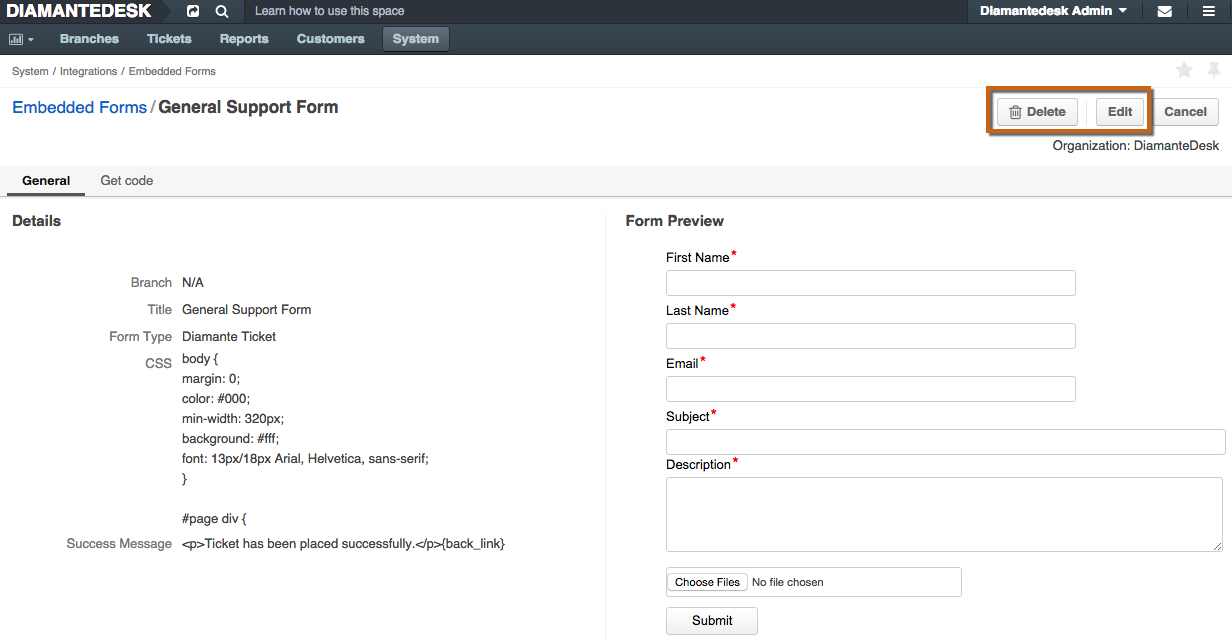 DIAMANTEDESK
Learn how to use this space
Diamantedesk Admin
Branches Tickets Reports Customers System
System / Integrations / Embedded Forms
Embedded Forms / General Support Form
Delete Edit Cancel
Organization: DiamanteDesk
General Get code
Details
Branch N/A
Title General Support Form
Form Type Diamante Ticket
CSS body {
margin: 0;
color: #000;
min-width: 320px;
background: #fff;
font: 13px/18px Arial, Helvetica, sans-serif;
}
#page div {
Success Message <p>Ticket has been placed successfully.</p>{back_link}
Form Preview
First Name*
Last Name*
Email*
Subject*
Description*
Choose Files No file chosen
Submit